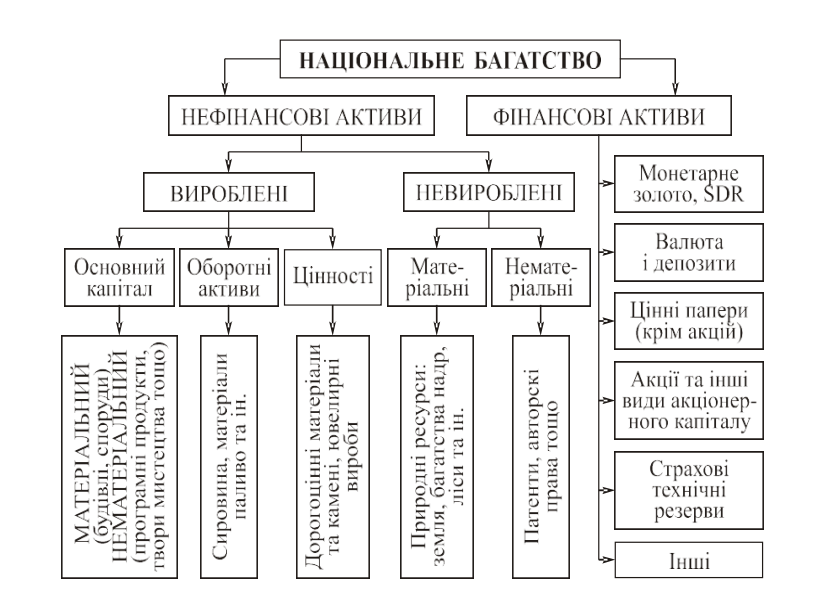 НАЦІОНАЛЬНЕ БАГАТСТВО
НЕФІНАНСОВІ АКТИВИ
ФІНАНСОВІ АКТИВИ
ВИРОБЛЕНІ
НЕВИРОБЛЕНІ
Основний
капітал
Оборотні
активи
Цінності
Мате-
ріальні
Немате-
ріальні
МАТЕРІАЛЬНИЙ
(будівлі, споруди)
НЕМАТЕРІАЛЬНИЙ
(програмні продукти,
твори мистецтва тощо)
Сировина, матеріали
паливо та ін.
Дорогоцінні матеріали
та камені, ювелирні
вироби
Природні ресурси:
земля, багатства надр,
ліси та ін.
Патенти, авторскі
права тощо
Монетарне
золото, SDR
Валюта
і депозити
Цінні папери
(крім акцій)
Акції та інші
види акціонер-
ного капіталу
Страхові
технічні
резерви
Інші